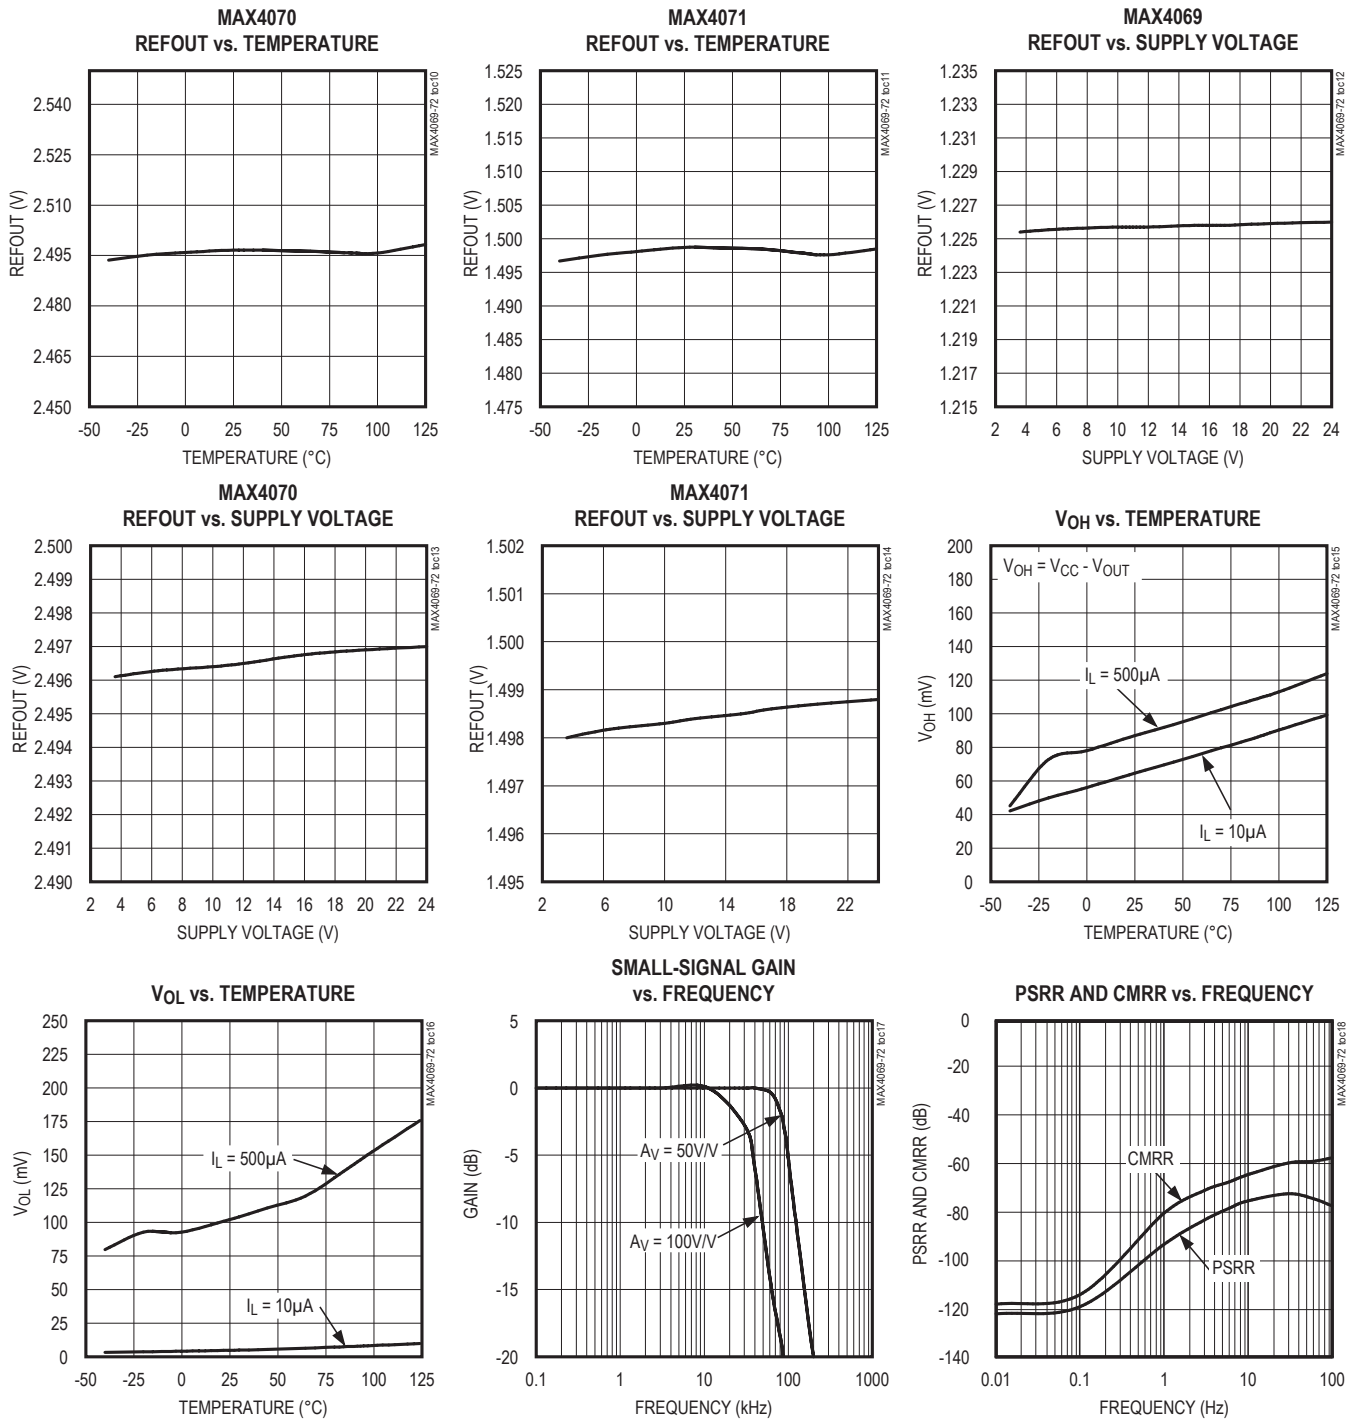 MAX4070
REFOUT vs. TEMPERATURE
2.540
2.525
2.510
2.495
2.480
2.465
2.450
REFOUT (V)
-50 -25 0 25 50 75 100 125
TEMPERATURE (°C)
MAX4069-72 toc10
MAX4071
REFOUT vs. TEMPERATURE
1.525
1.520
1.515
1.510
1.505
1.500
1.495
1.490
1.485
1.480
1.475
REFOUT (V)
-50 -25 0 25 50 75 100 125
TEMPERATURE (°C)
MAX4069-72 toc11
MAX4069
REFOUT vs. SUPPLY VOLTAGE
1.235
1.233
1.231
1.229
1.227
1.225
1.223
1.221
1.219
1.217
1.215
REFOUT (V)
2 4 6 8 10 12 14 16 18 20 22 24
SUPPLY VOLTAGE (V)
MAX4069-72 toc12
MAX4070
REFOUT vs. SUPPLY VOLTAGE
2.500
2.499
2.498
2.497
2.496
2.495
2.494
2.493
2.492
2.491
2.490
REFOUT (V)
2 4 6 8 10 12 14 16 18 20 22 24
SUPPLY VOLTAGE (V)
MAX4069-72 toc13
MAX4071
REFOUT vs. SUPPLY VOLTAGE
1.502
1.501
1.500
1.499
1.498
1.497
1.496
1.495
REFOUT (V)
2 6 10 14 18 22
SUPPLY VOLTAGE (V)
MAX4069-72 toc14
VOH vs. TEMPERATURE
200
180
160
140
120
100
80
60
40
20
0
VOH (mV)
VOH = VCC - VOUT
IL = 500µA
IL = 10µA
-50 -25 0 25 50 75 100 125
TEMPERATURE (°C)
MAX4069-72 toc15
VOL vs. TEMPERATURE
250
225
200
175
150
125
100
75
50
25
0
VOL (mV)
IL = 500µA
IL = 10µA
-50 -25 0 25 50 75 100 125
TEMPERATURE (°C)
MAX4069-72 toc16
SMALL-SIGNAL GAIN
vs. FREQUENCY
5
0
-5
-10
-15
-20
GAIN (dB)
AV = 50V/V
AV = 100V/V
0.1 1 10 100 1000
FREQUENCY (kHz)
MAX4069-72 toc17
PSRR AND CMRR vs. FREQUENCY
0
-20
-40
-60
-80
-100
-120
-140
PSRR AND CMRR (dB)
CMRR
PSRR
0.01 0.1 1 10 100
FREQUENCY (Hz)
MAX4069-72 toc18